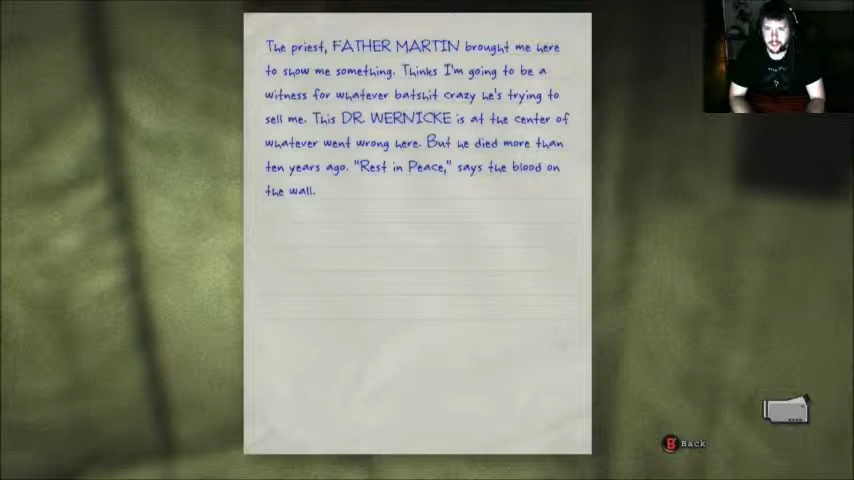 The priest, FATHER MARTIN brought me here
to show me something. Thinks I'm going to be a
witness for whatever batshit crazy he's trying to
sell me. This DR. WERNICKE is at the center of
whatever went wrong here. But he died more than
ten years ago. "Rest in Peace," says the blood on
the wall.
B Back